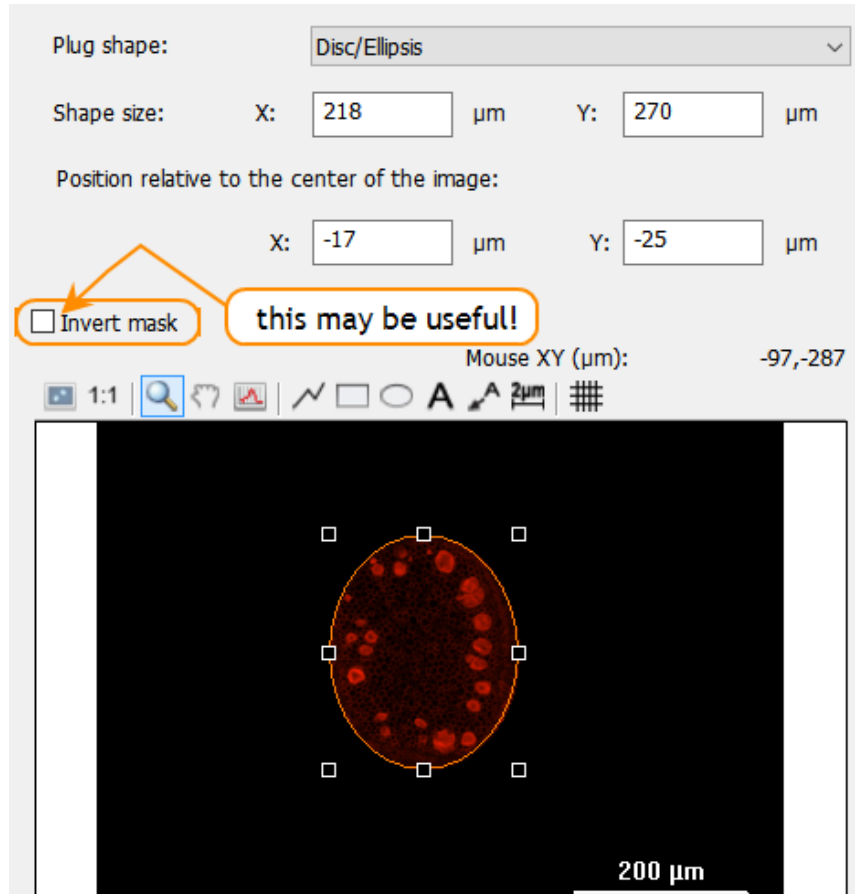 Plug shape: Disc/Ellipsis
Shape size: X: 218 µm Y: 270 µm
Position relative to the center of the image:
X: -17 µm Y: -25 µm
Invert mask this may be useful!
Mouse XY (µm): -97,-287
1:1 A A 2µm
200 µm